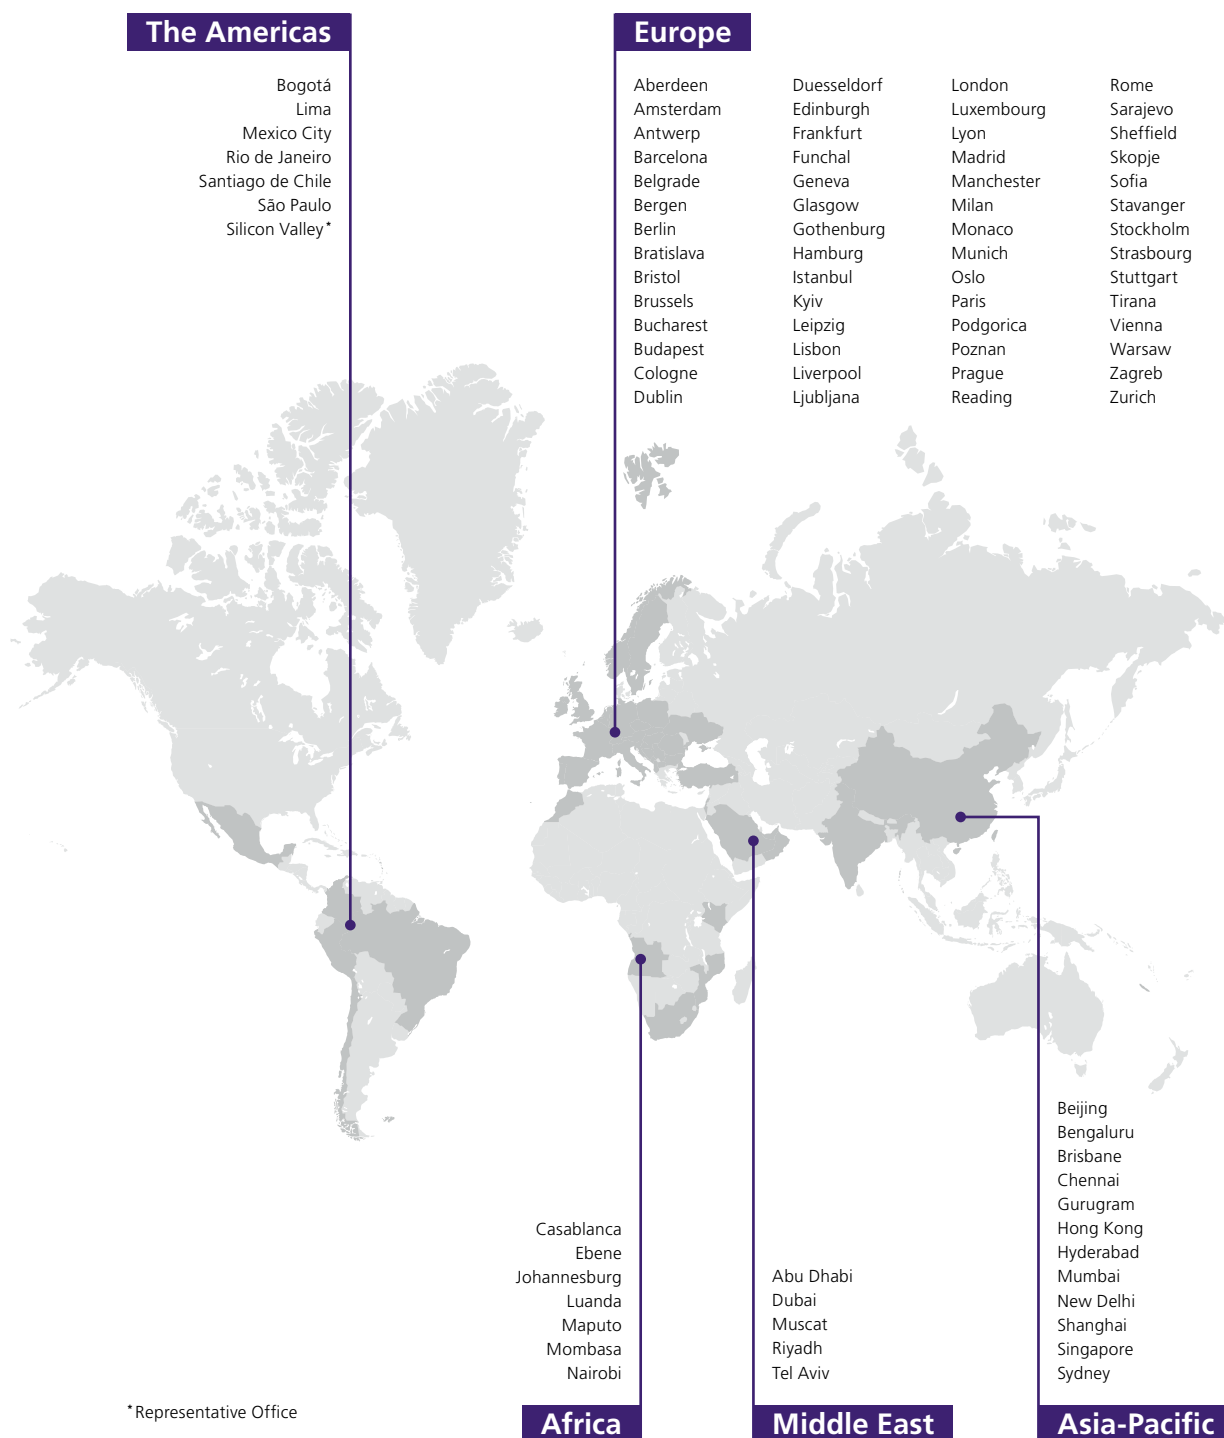 The Americas
Bogotá
Lima
Mexico City
Rio de Janeiro
Santiago de Chile
São Paulo
Silicon Valley*
Europe
Aberdeen
Amsterdam
Antwerp
Barcelona
Belgrade
Bergen
Berlin
Bratislava
Bristol
Brussels
Bucharest
Budapest
Cologne
Dublin
Duesseldorf
Edinburgh
Frankfurt
Funchal
Geneva
Glasgow
Gothenburg
Hamburg
Istanbul
Kyiv
Leipzig
Lisbon
Liverpool
Ljubljana
London
Luxembourg
Lyon
Madrid
Manchester
Milan
Monaco
Munich
Oslo
Paris
Podgorica
Poznan
Prague
Reading
Rome
Sarajevo
Sheffield
Skopje
Sofia
Stavanger
Stockholm
Strasbourg
Stuttgart
Tirana
Vienna
Warsaw
Zagreb
Zurich
Casablanca
Ebene
Johannesburg
Luanda
Maputo
Mombasa
Nairobi
Africa
Abu Dhabi
Dubai
Muscat
Riyadh
Tel Aviv
Middle East
Beijing
Bengaluru
Brisbane
Chennai
Gurugram
Hong Kong
Hyderabad
Mumbai
New Delhi
Shanghai
Singapore
Sydney
Asia-Pacific
*Representative Office